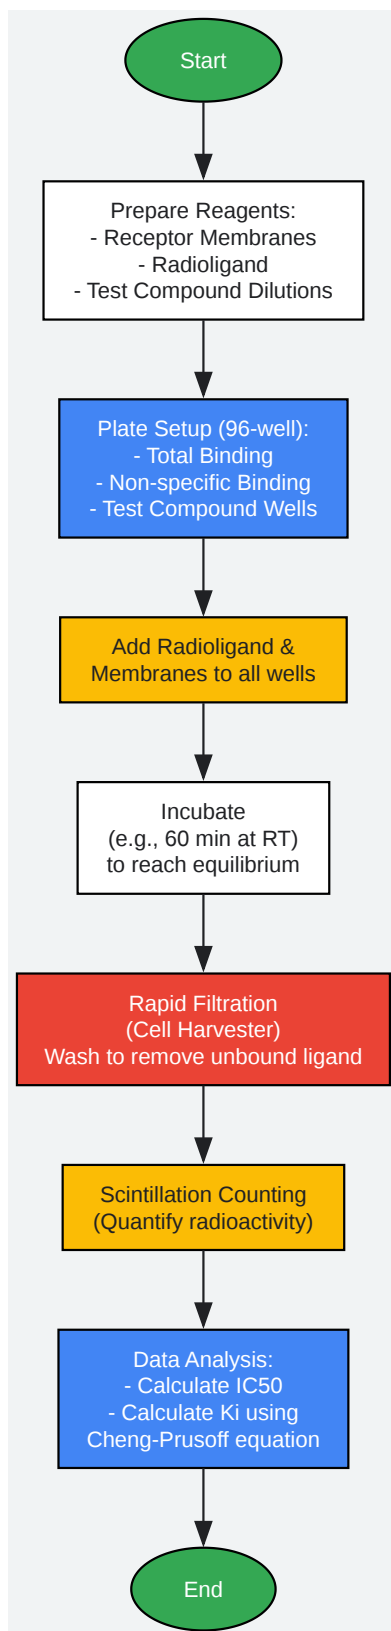 Start
Prepare Reagents:
- Receptor Membranes
- Radioligand
- Test Compound Dilutions
Plate Setup (96-well):
- Total Binding
- Non-specific Binding
- Test Compound Wells
Add Radioligand &
Membranes to all wells
Incubate
(e.g., 60 min at RT)
to reach equilibrium
Rapid Filtration
(Cell Harvester)
Wash to remove unbound ligand
Scintillation Counting
(Quantify radioactivity)
Data Analysis:
- Calculate IC50
- Calculate Ki using
Cheng-Prusoff equation
End